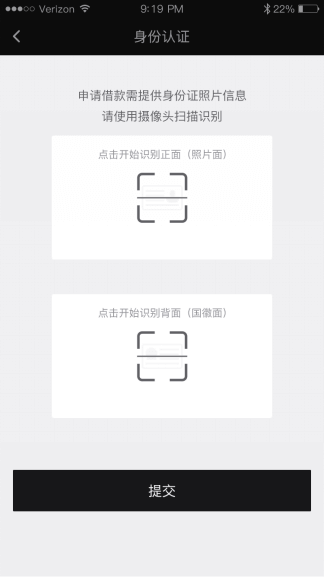 Verizon 9:19 PM 22%
身份认证
申请借款需提供身份证照片信息
请使用摄像头扫描识别
点击开始识别正面（照片面）
点击开始识别背面（国徽面）
提交